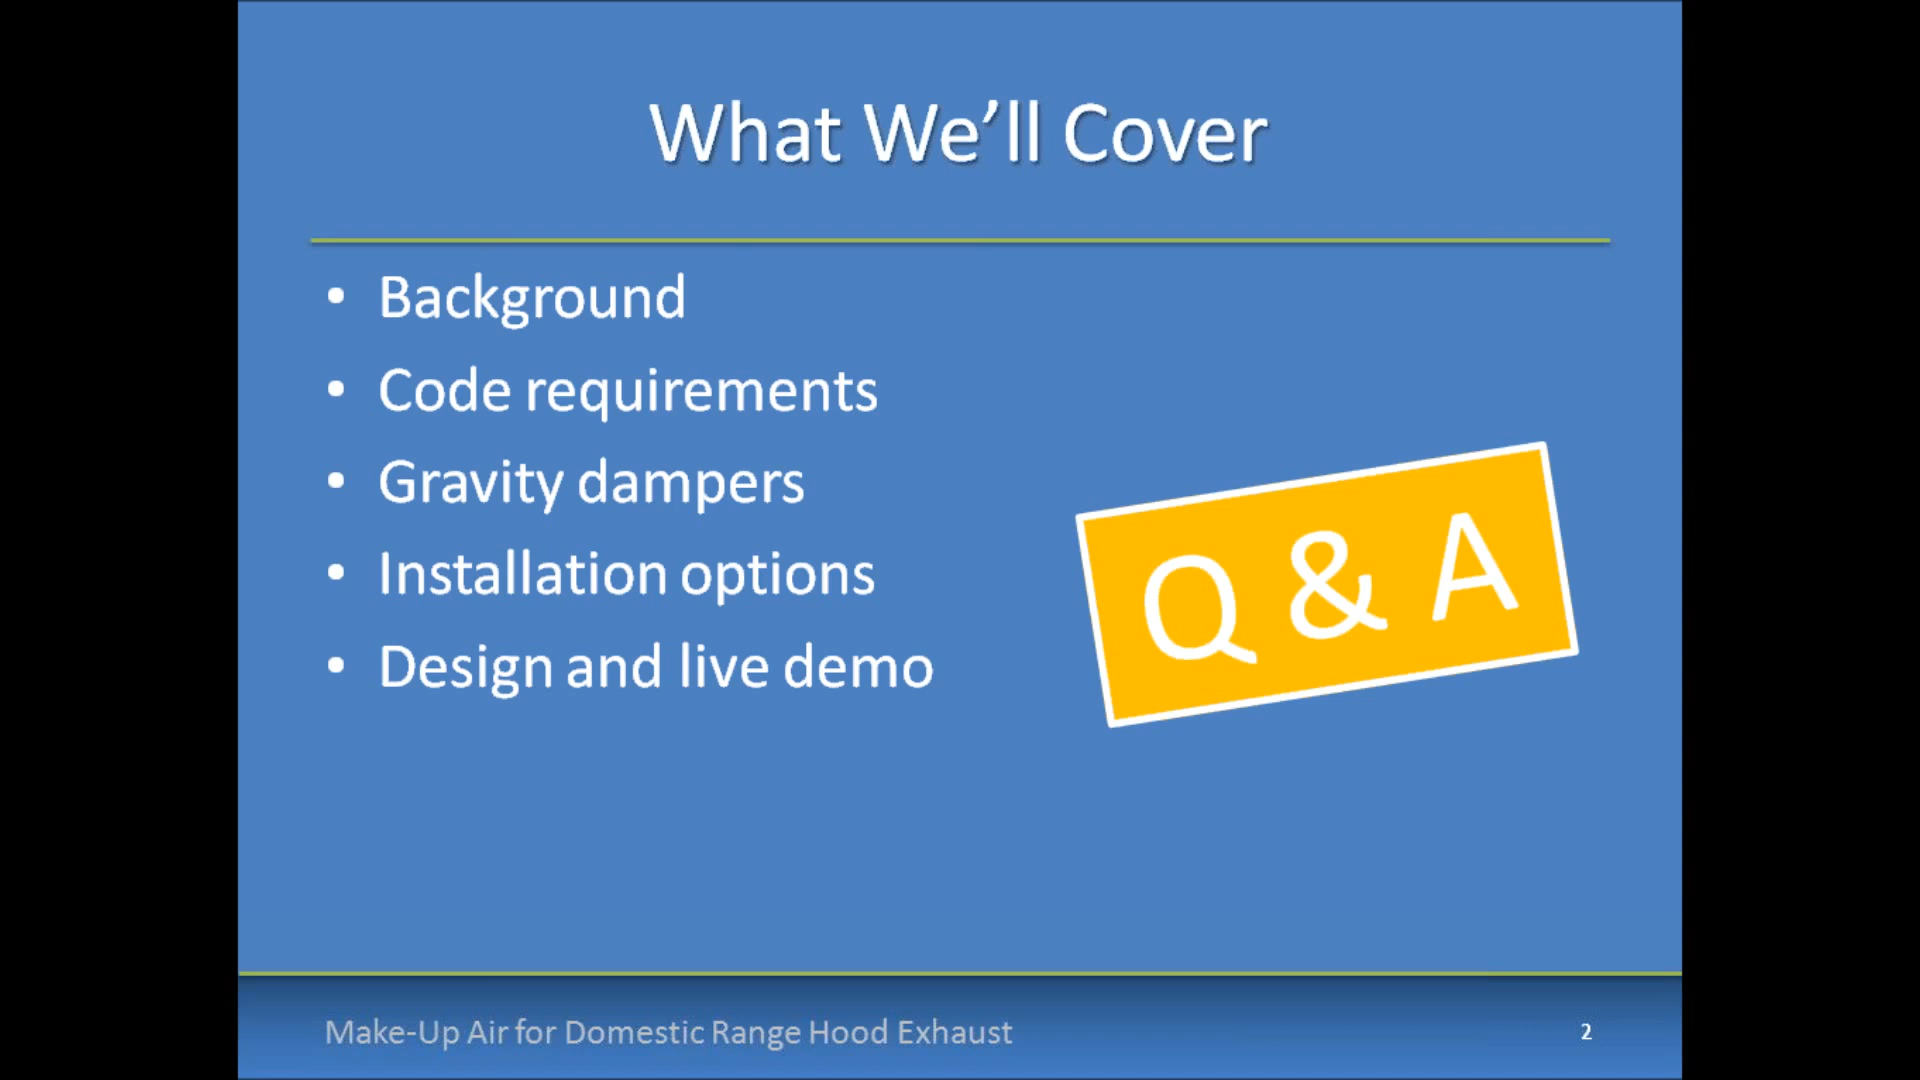 What We’ll Cover
• Background
• Code requirements
• Gravity dampers
• Installation options
• Design and live demo
Q & A
Make-Up Air for Domestic Range Hood Exhaust
2